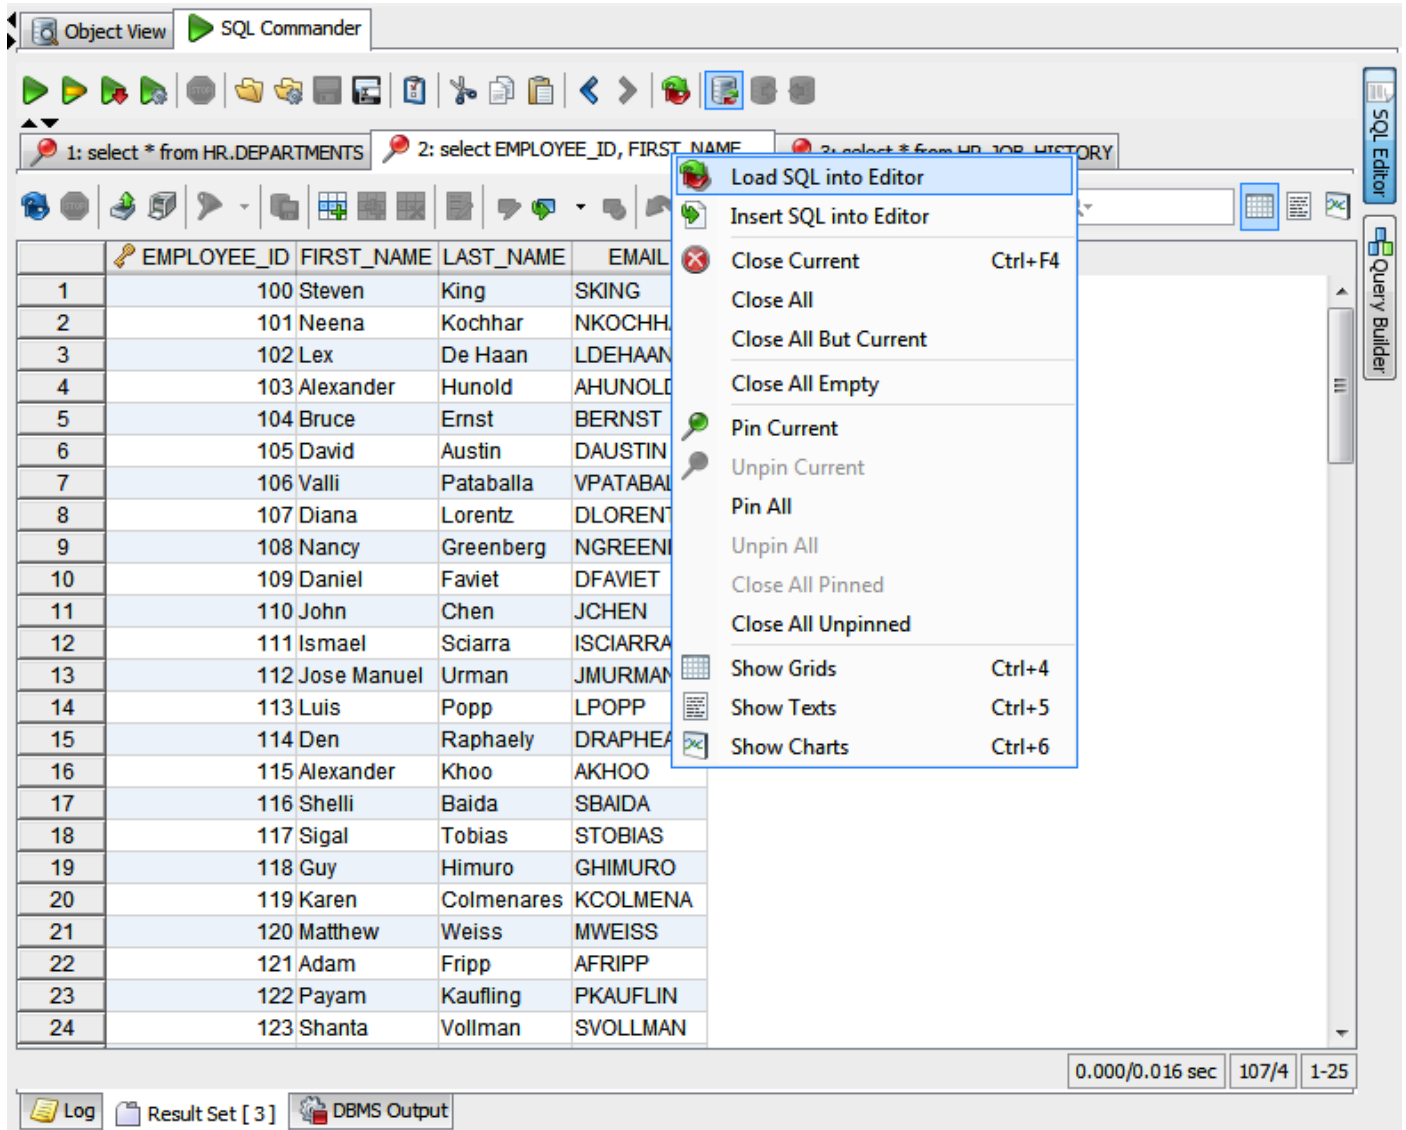 Object View SQL Commander
1: select * from HR.DEPARTMENTS 2: select EMPLOYEE_ID, FIRST_NAME 3: select * from HR.JOB_HISTORY
EMPLOYEE_ID FIRST_NAME LAST_NAME EMAIL
1 100 Steven King SKING
2 101 Neena Kochhar NKOCHH
3 102 Lex De Haan LDEHAAN
4 103 Alexander Hunold AHUNOLD
5 104 Bruce Ernst BERNST
6 105 David Austin DAUSTIN
7 106 Valli Pataballa VPATABAL
8 107 Diana Lorentz DLORENT
9 108 Nancy Greenberg NGREEN
10 109 Daniel Faviet DFAVIET
11 110 John Chen JCHEN
12 111 Ismael Sciarra ISCIARRA
13 112 Jose Manuel Urman JMURMAN
14 113 Luis Popp LPOPP
15 114 Den Raphaely DRAPHEA
16 115 Alexander Khoo AKHOO
17 116 Shelli Baida SBAIDA
18 117 Sigal Tobias STOBIAS
19 118 Guy Himuro GHIMURO
20 119 Karen Colmenares KCOLMENA
21 120 Matthew Weiss MWEISS
22 121 Adam Fripp AFRIPP
23 122 Payam Kaufling PKAUFLIN
24 123 Shanta Vollman SVOLLMAN
Load SQL into Editor
Insert SQL into Editor
Close Current Ctrl+F4
Close All
Close All But Current
Close All Empty
Pin Current
Unpin Current
Pin All
Unpin All
Close All Pinned
Close All Unpinned
Show Grids Ctrl+4
Show Texts Ctrl+5
Show Charts Ctrl+6
SQL Editor
Query Builder
0.000/0.016 sec 107/4 1-25
Log Result Set [ 3 ] DBMS Output